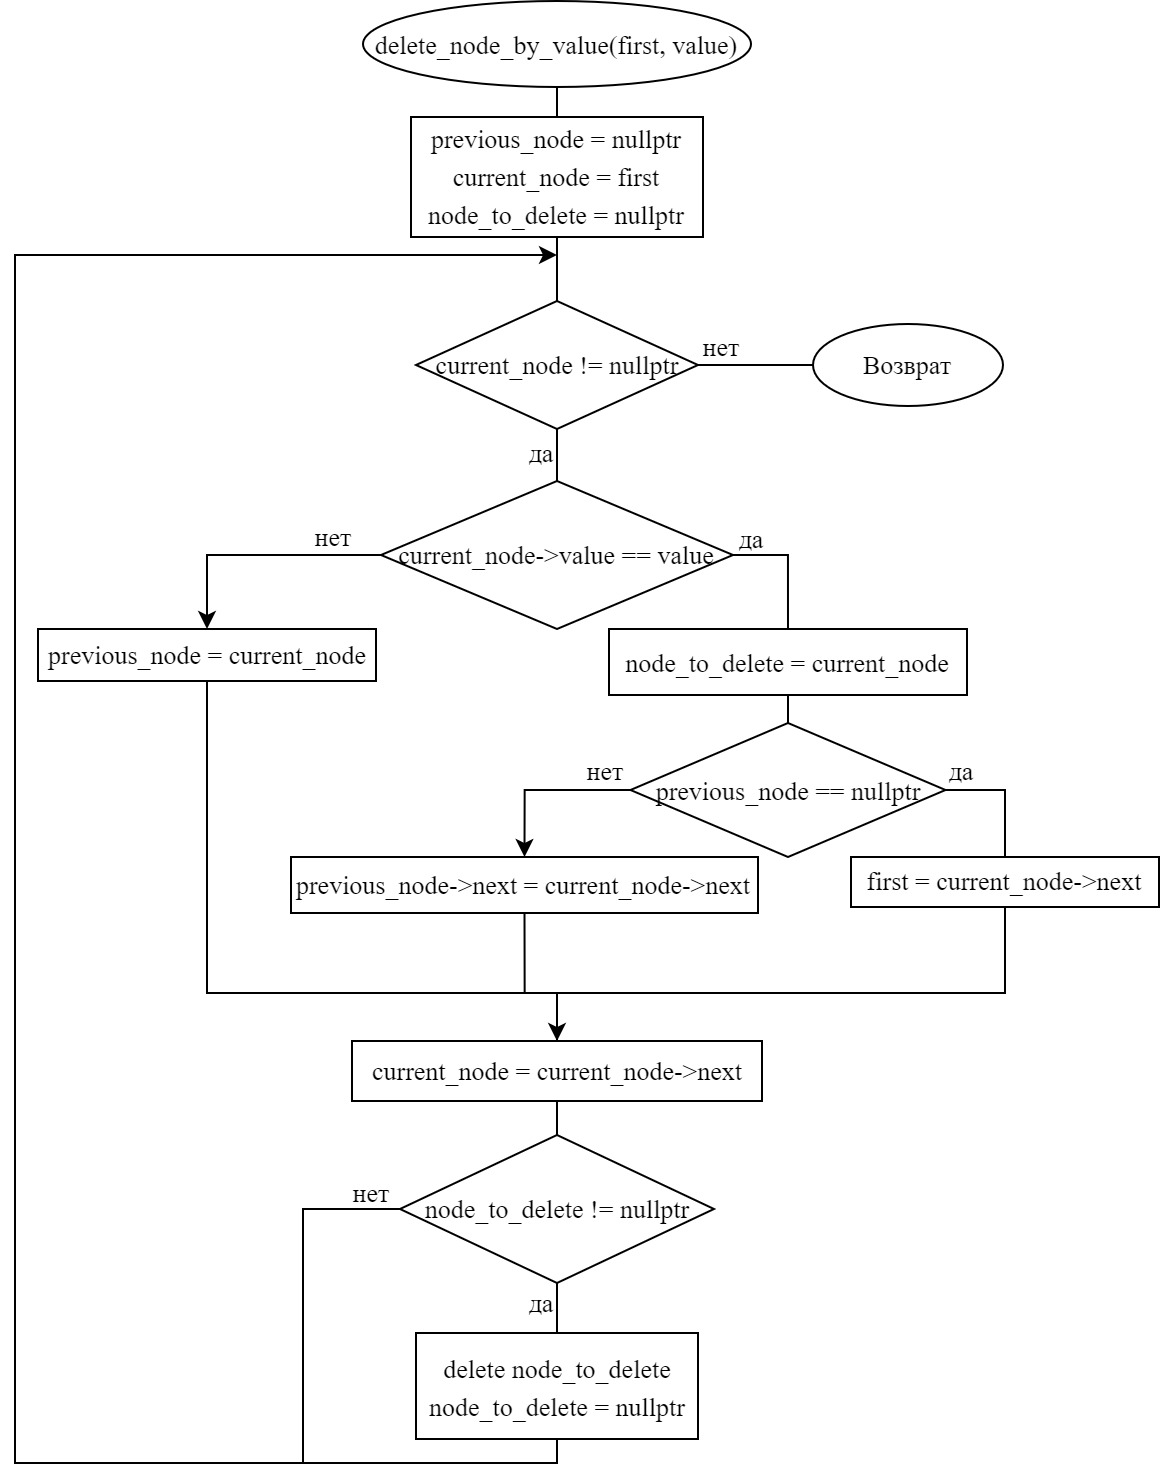 delete_node_by_value(first, value)
previous_node = nullptr
current_node = first
node_to_delete = nullptr
current_node != nullptr
нет
Возврат
да
current_node->value == value
нет
да
previous_node = current_node
node_to_delete = current_node
previous_node == nullptr
нет
да
previous_node->next = current_node->next
first = current_node->next
current_node = current_node->next
node_to_delete != nullptr
нет
да
delete node_to_delete
node_to_delete = nullptr